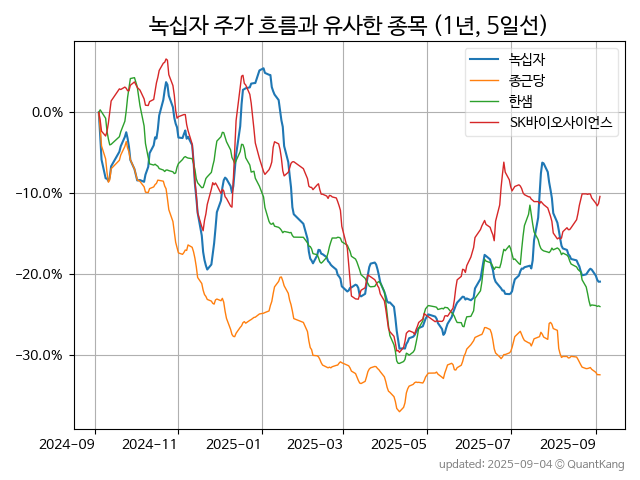 녹십자 주가 흐름과 유사한 종목 (1년, 5일선)
녹십자
종근당
한샘
SK바이오사이언스
0.0%
−10.0%
−20.0%
−30.0%
2024-09 2024-11 2025-01 2025-03 2025-05 2025-07 2025-09
updated: 2025-09-04 © QuantKang